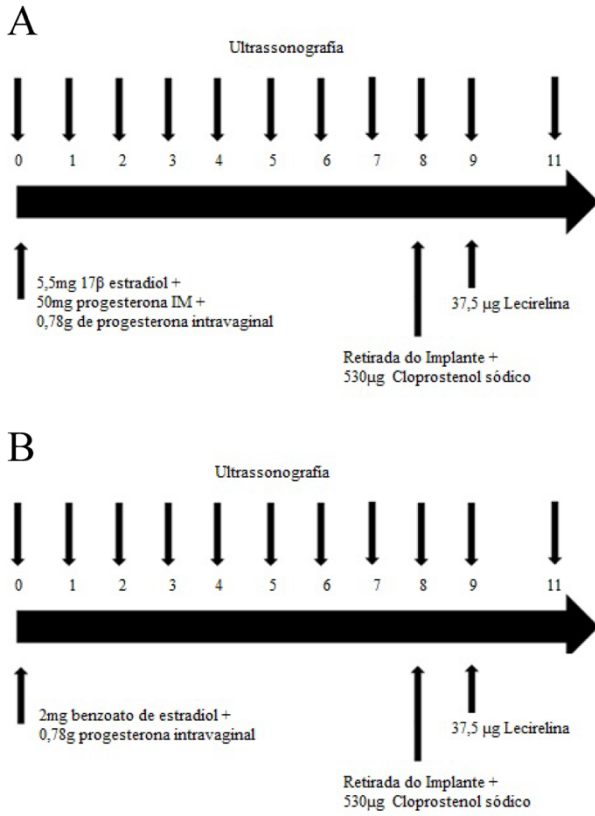 A
Ultrassonografia
0 1 2 3 4 5 6 7 8 9 11
5,5mg 17β estradiol +
50mg progesterona IM +
0,78g de progesterona intravaginal
37,5 µg Lecirelina
Retirada do Implante +
530µg Cloprostenol sódico
B
Ultrassonografia
0 1 2 3 4 5 6 7 8 9 11
2mg benzoato de estradiol +
0,78g progesterona intravaginal
37,5 µg Lecirelina
Retirada do Implante +
530µg Cloprostenol sódico